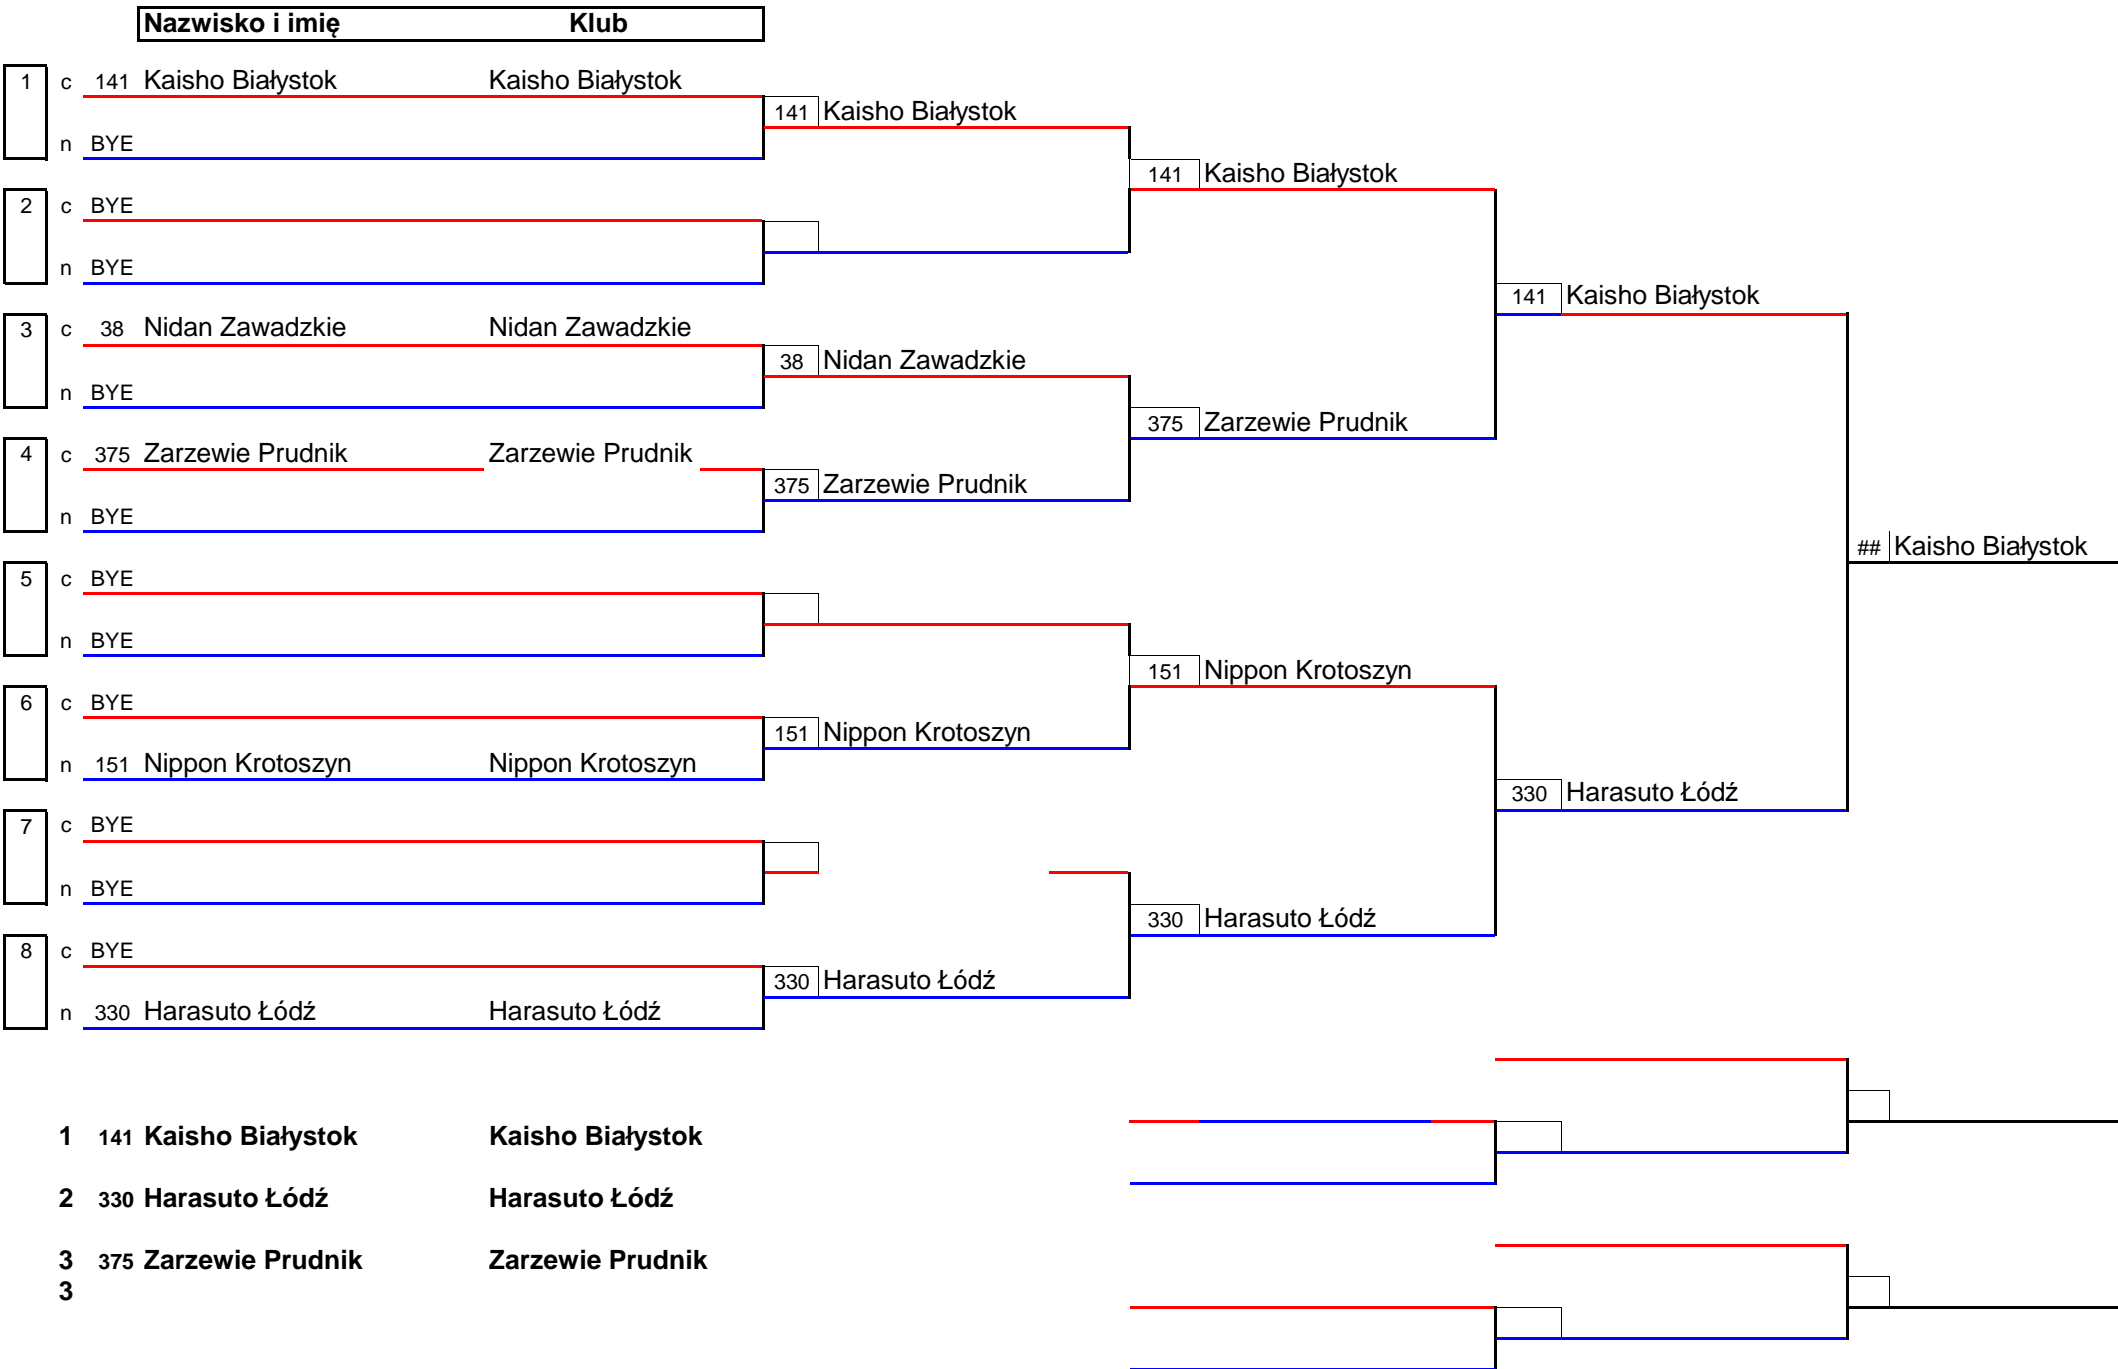 Nazwisko i imię Klub
1 c 141 Kaisho Białystok Kaisho Białystok
141 Kaisho Białystok
n BYE
141 Kaisho Białystok
2 c BYE
n BYE
141 Kaisho Białystok
3 c 38 Nidan Zawadzkie Nidan Zawadzkie
38 Nidan Zawadzkie
n BYE
375 Zarzewie Prudnik
4 c 375 Zarzewie Prudnik Zarzewie Prudnik
375 Zarzewie Prudnik
n BYE
## Kaisho Białystok
5 c BYE
n BYE
151 Nippon Krotoszyn
6 c BYE
151 Nippon Krotoszyn
n 151 Nippon Krotoszyn Nippon Krotoszyn
330 Harasuto Łódź
7 c BYE
n BYE
330 Harasuto Łódź
8 c BYE
330 Harasuto Łódź
n 330 Harasuto Łódź Harasuto Łódź
1 141 Kaisho Białystok Kaisho Białystok
2 330 Harasuto Łódź Harasuto Łódź
3 375 Zarzewie Prudnik Zarzewie Prudnik
3